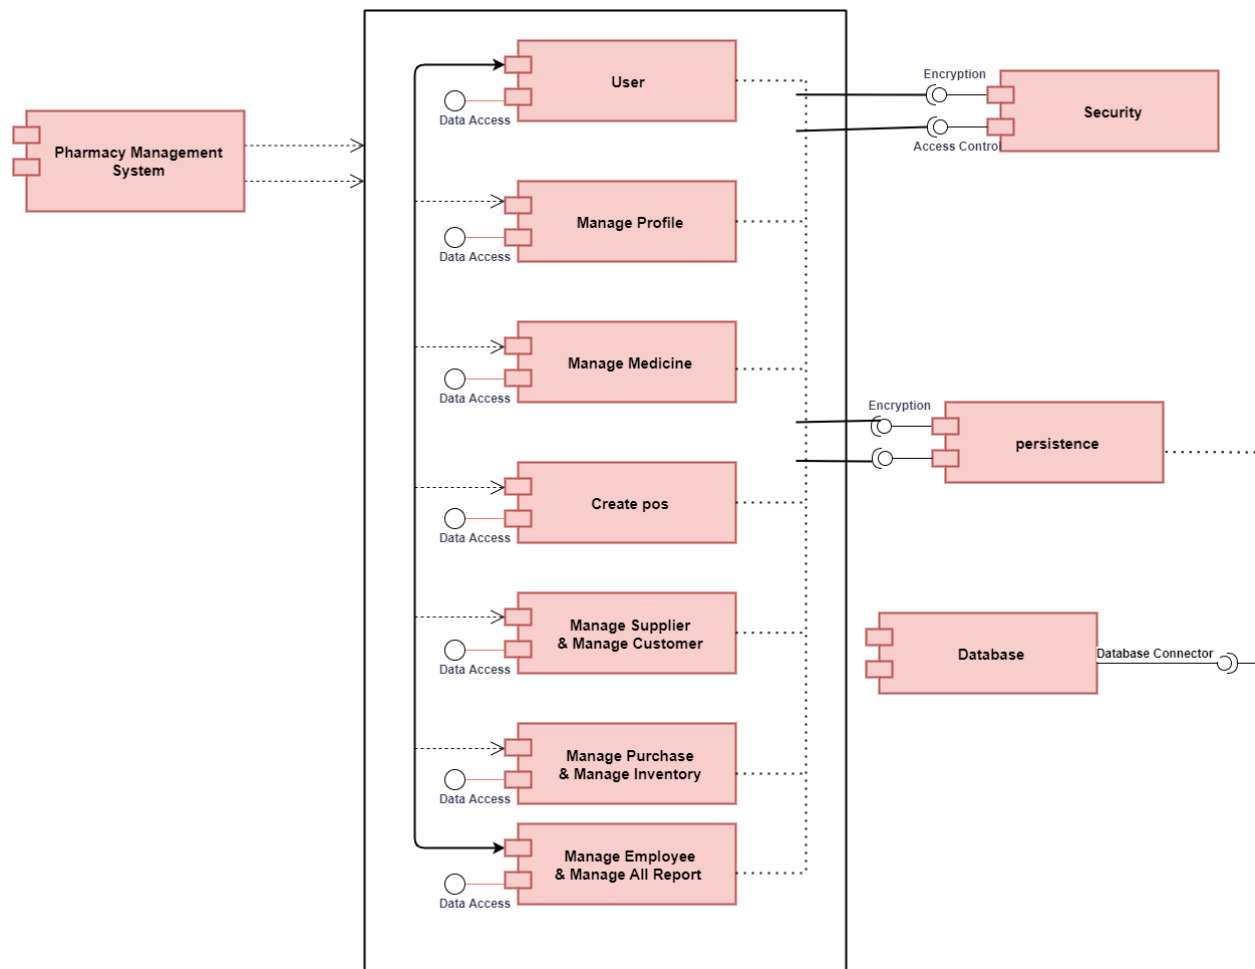 Pharmacy Management
System
User
Data Access
Manage Profile
Data Access
Manage Medicine
Data Access
Create pos
Data Access
Manage Supplier
& Manage Customer
Data Access
Manage Purchase
& Manage Inventory
Data Access
Manage Employee
& Manage All Report
Data Access
Encryption
Access Control
Security
Encryption
persistence
Database
Database Connector